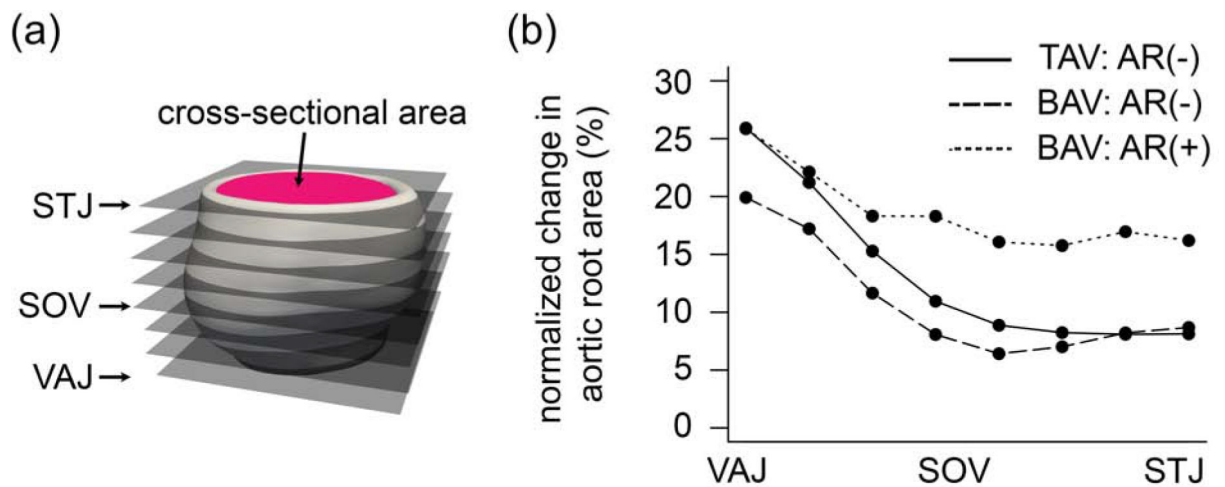 (a)
cross-sectional area
STJ
SOV
VAJ
(b)
normalized change in
aortic root area (%)
30
25
20
15
10
5
0
VAJ SOV STJ
TAV: AR(-)
BAV: AR(-)
BAV: AR(+)